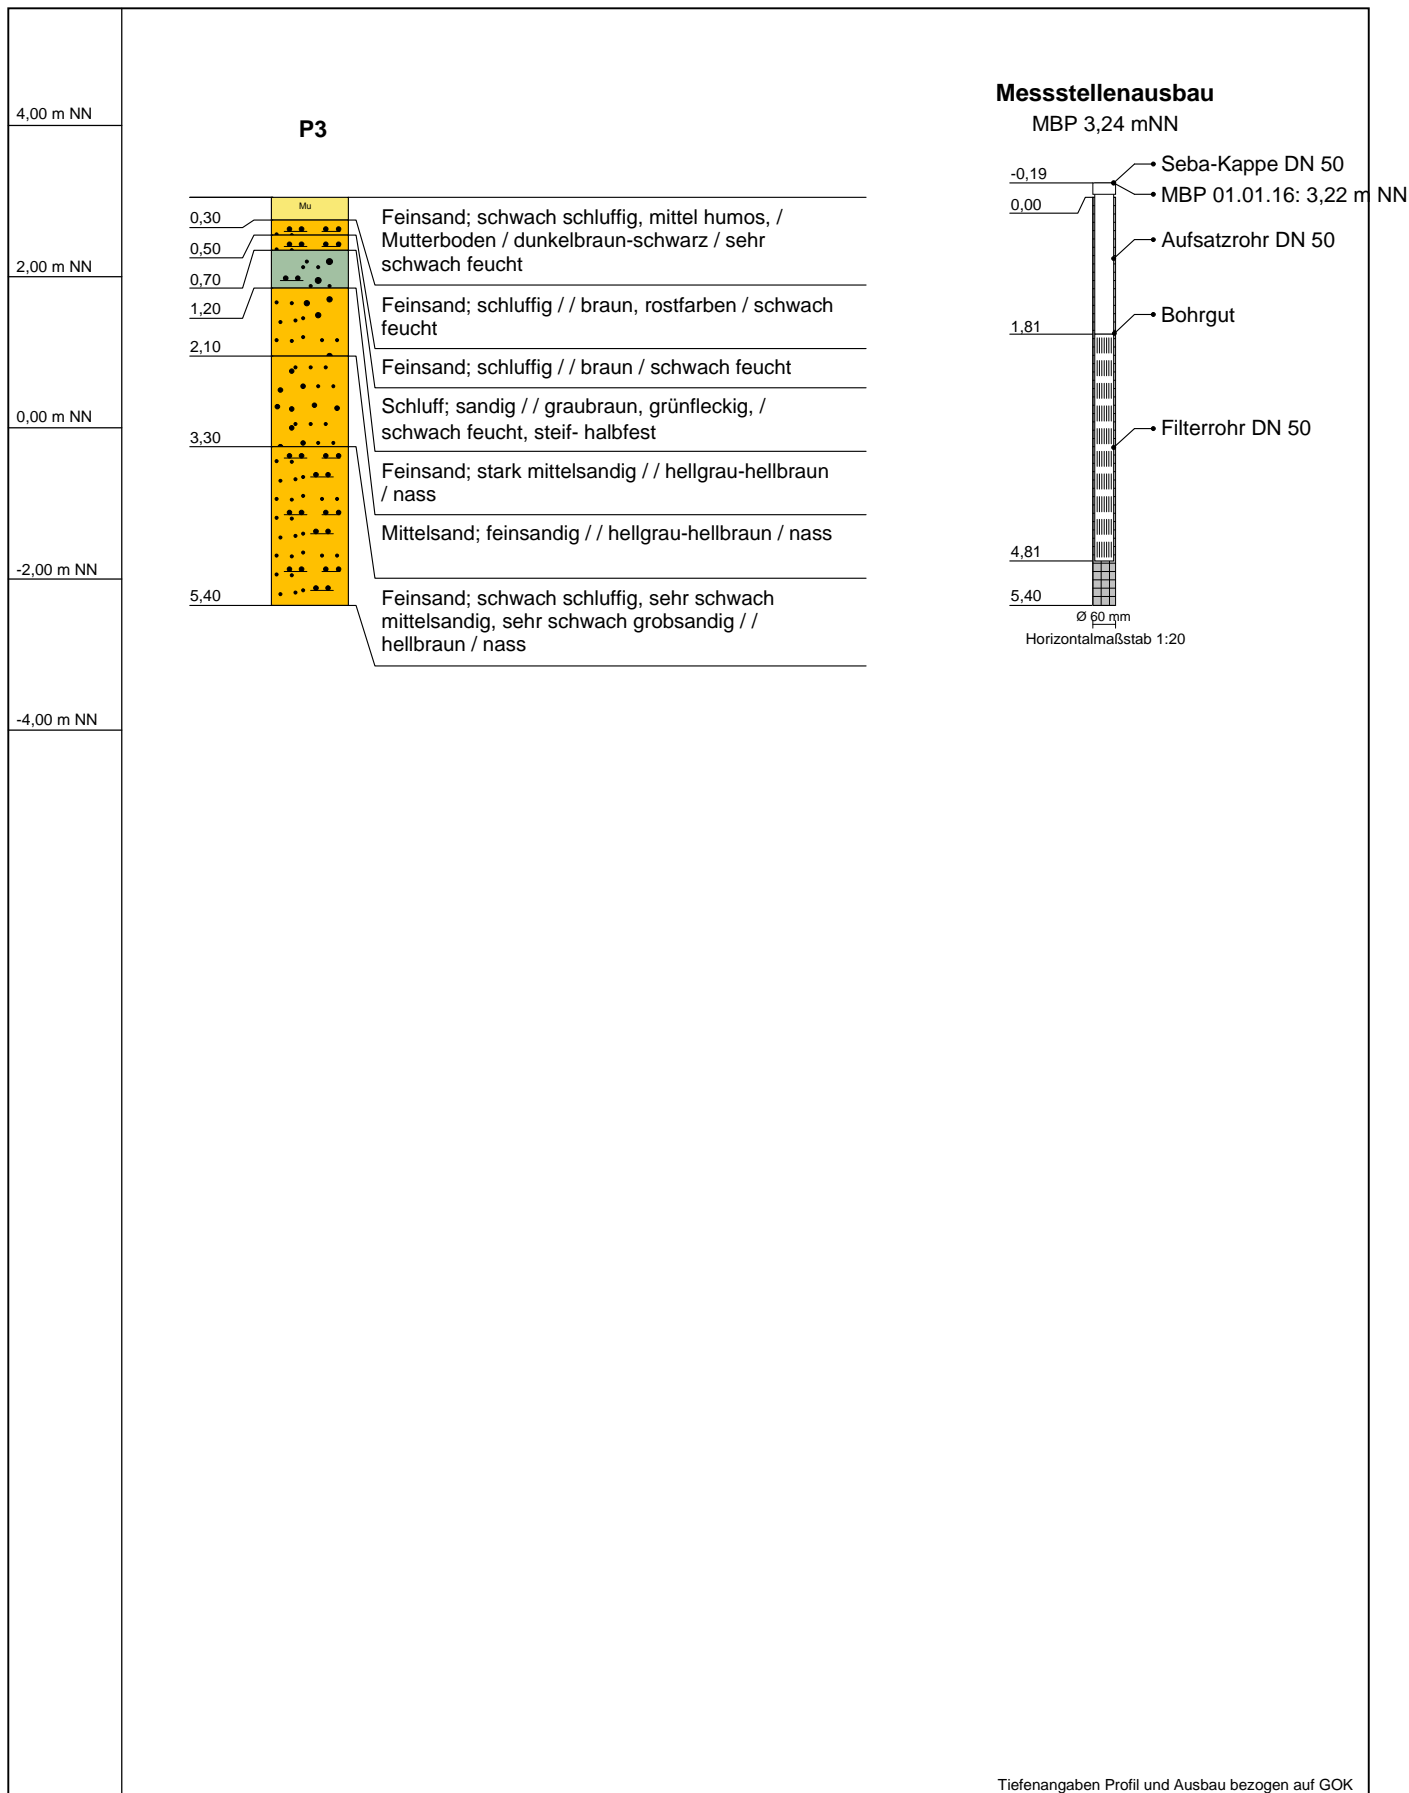 4,00 m NN
2,00 m NN
0,00 m NN
-2,00 m NN
-4,00 m NN
P3
Mu
0,30
0,50
0,70
1,20
2,10
3,30
5,40
Feinsand; schwach schluffig, mittel humos, /
Mutterboden / dunkelbraun-schwarz / sehr
schwach feucht
Feinsand; schluffig / / braun, rostfarben / schwach
feucht
Feinsand; schluffig / / braun / schwach feucht
Schluff; sandig / / graubraun, grünfleckig, /
schwach feucht, steif- halbfest
Feinsand; stark mittelsandig / / hellgrau-hellbraun
/ nass
Mittelsand; feinsandig / / hellgrau-hellbraun / nass
Feinsand; schwach schluffig, sehr schwach
mittelsandig, sehr schwach grobsandig / /
hellbraun / nass
Messstellenausbau
MBP 3,24 mNN
-0,19
0,00
1,81
4,81
5,40
Seba-Kappe DN 50
MBP 01.01.16: 3,22 m NN
Aufsatzrohr DN 50
Bohrgut
Filterrohr DN 50
Ø 60 mm
Horizontalmaßstab 1:20
Tiefenangaben Profil und Ausbau bezogen auf GOK